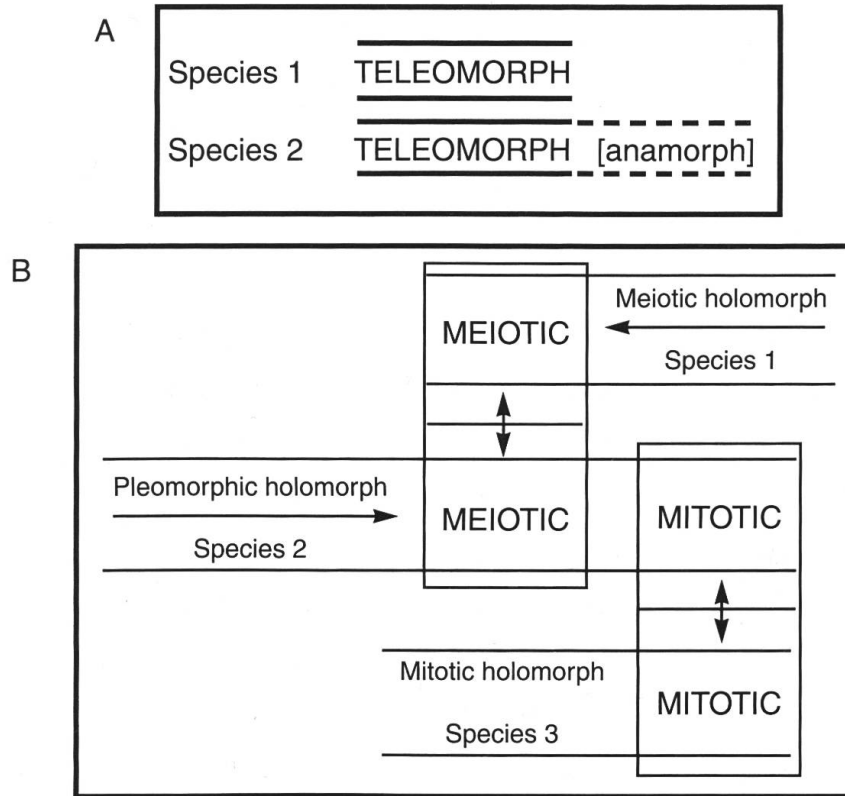 A
Species 1 TELEOMORPH
Species 2 TELEOMORPH [anamorph]
B
MEIOTIC
Meiotic holomorph
Species 1
Pleomorphic holomorph
Species 2
MEIOTIC
MITOTIC
Mitotic holomorph
Species 3
MITOTIC